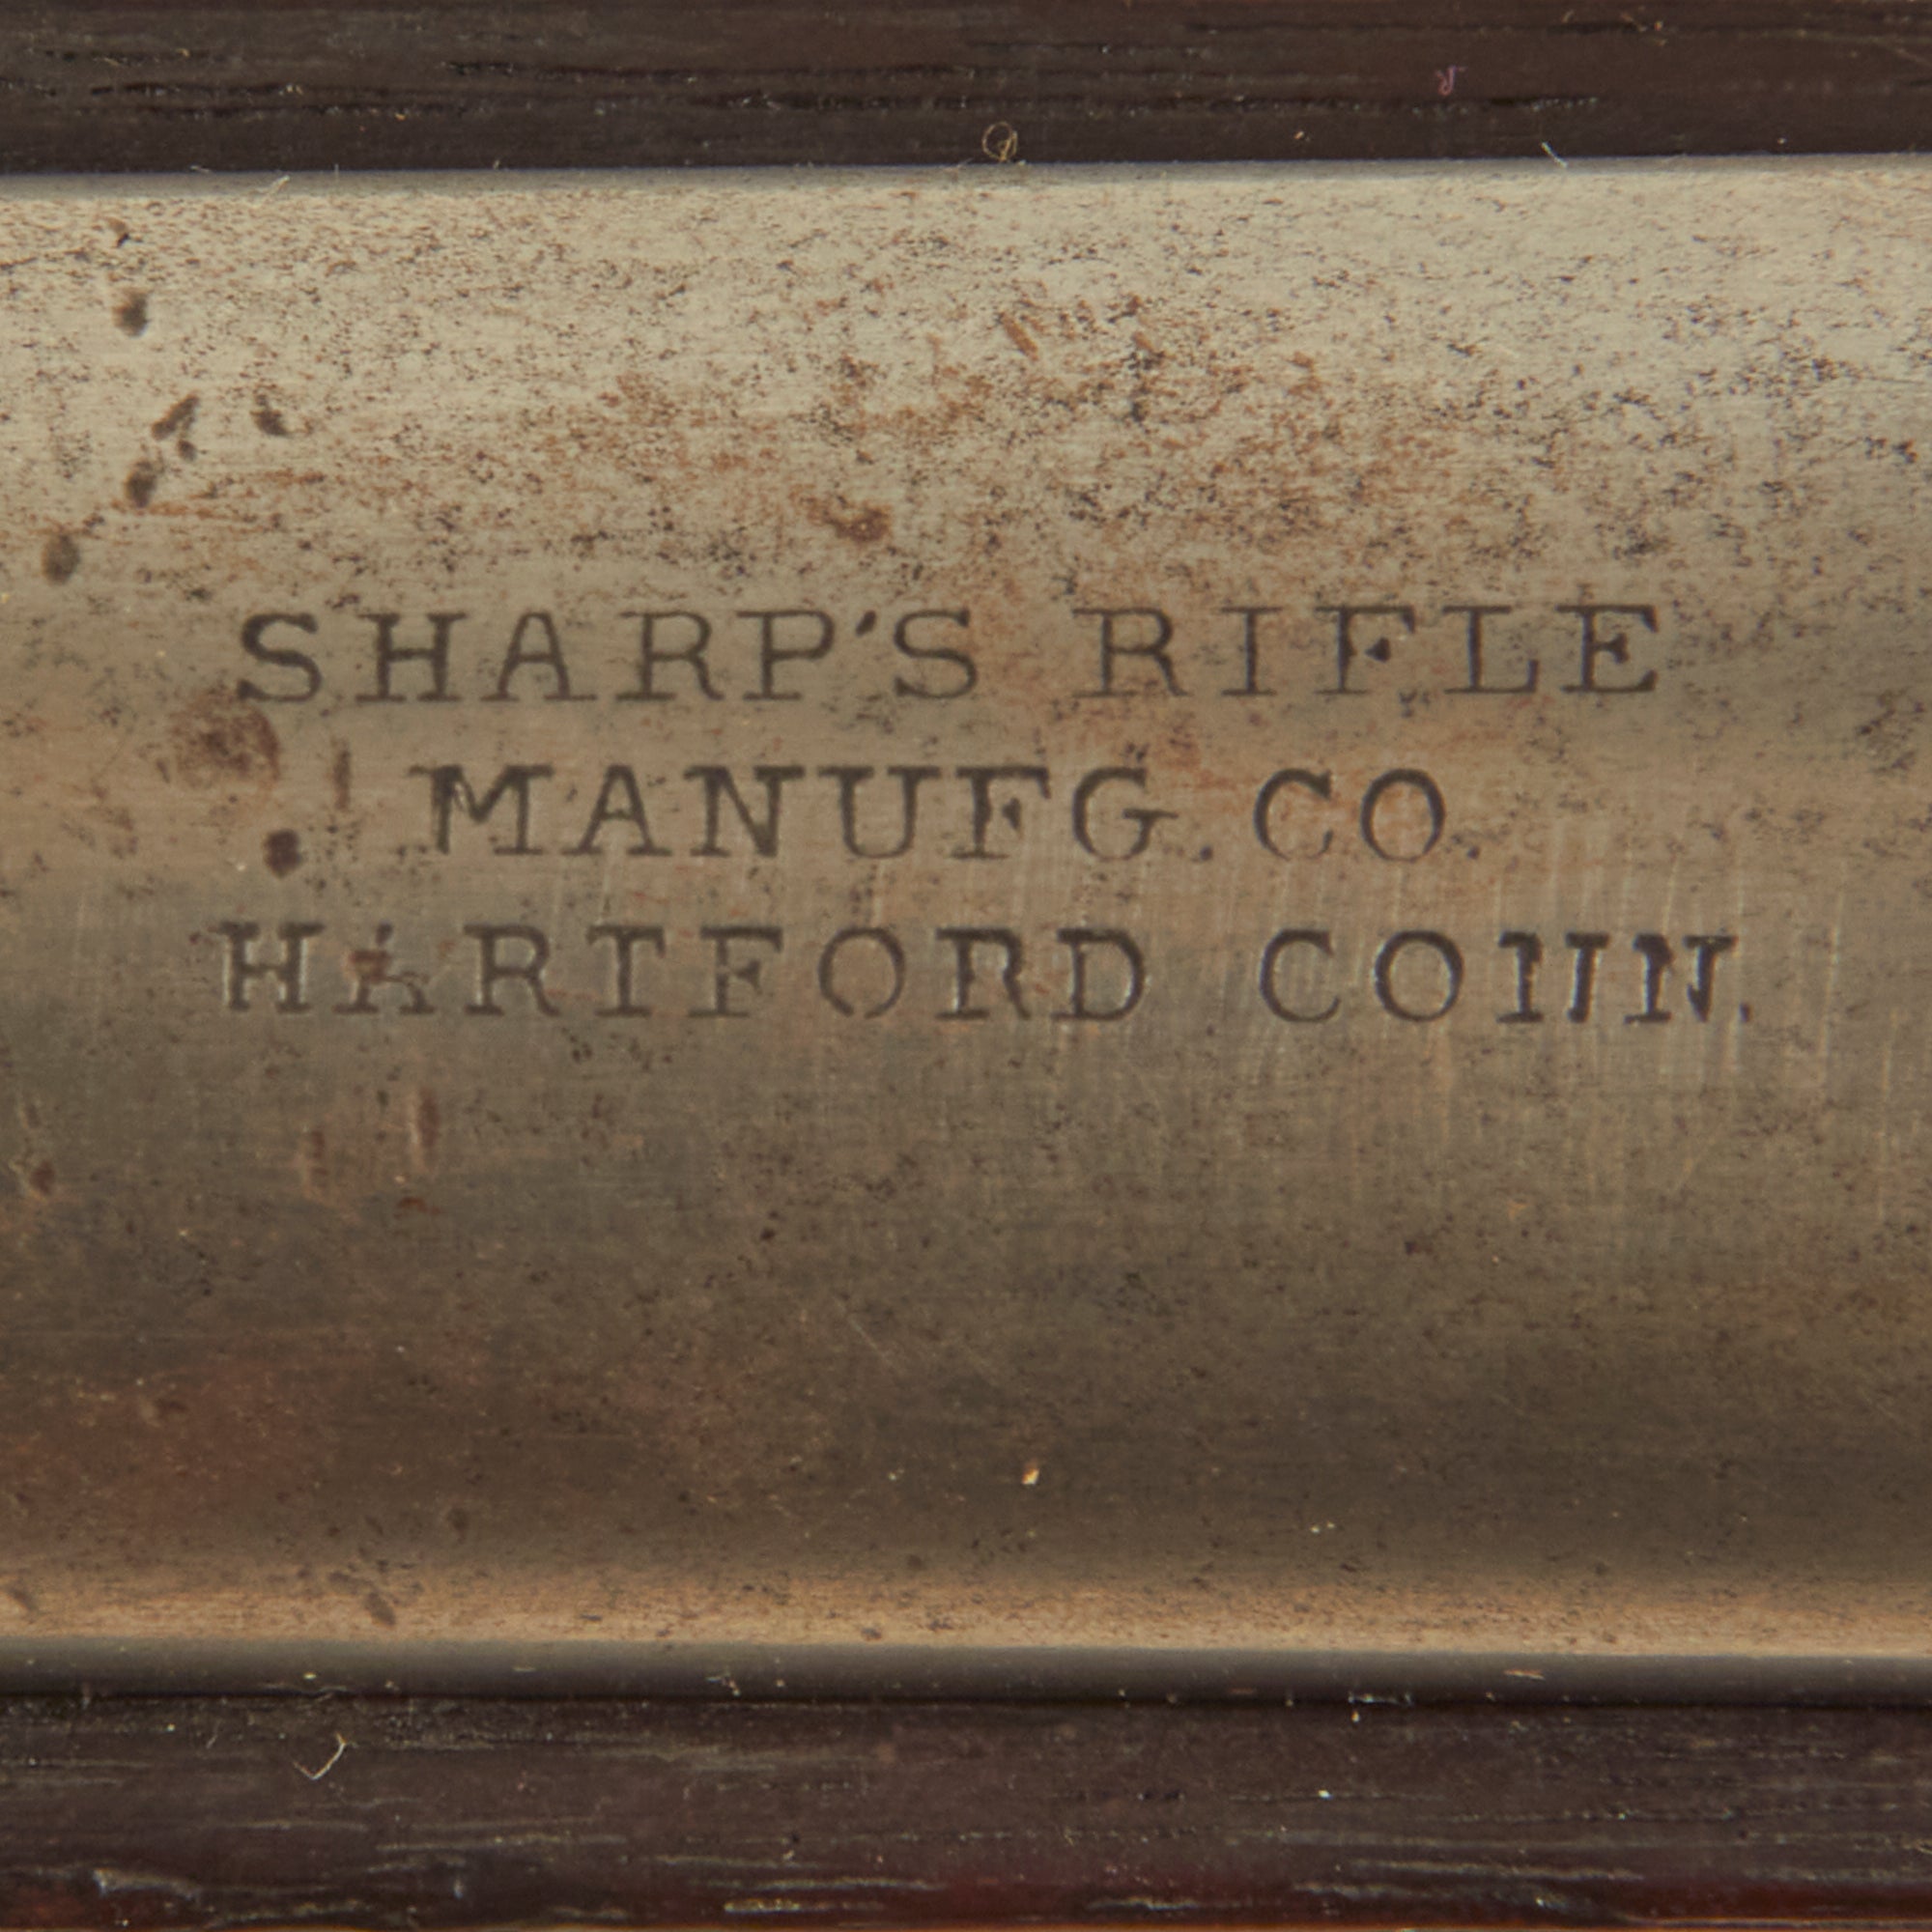 SHARP'S RIFLE
MANUFG. CO.
HARTFORD CONN.